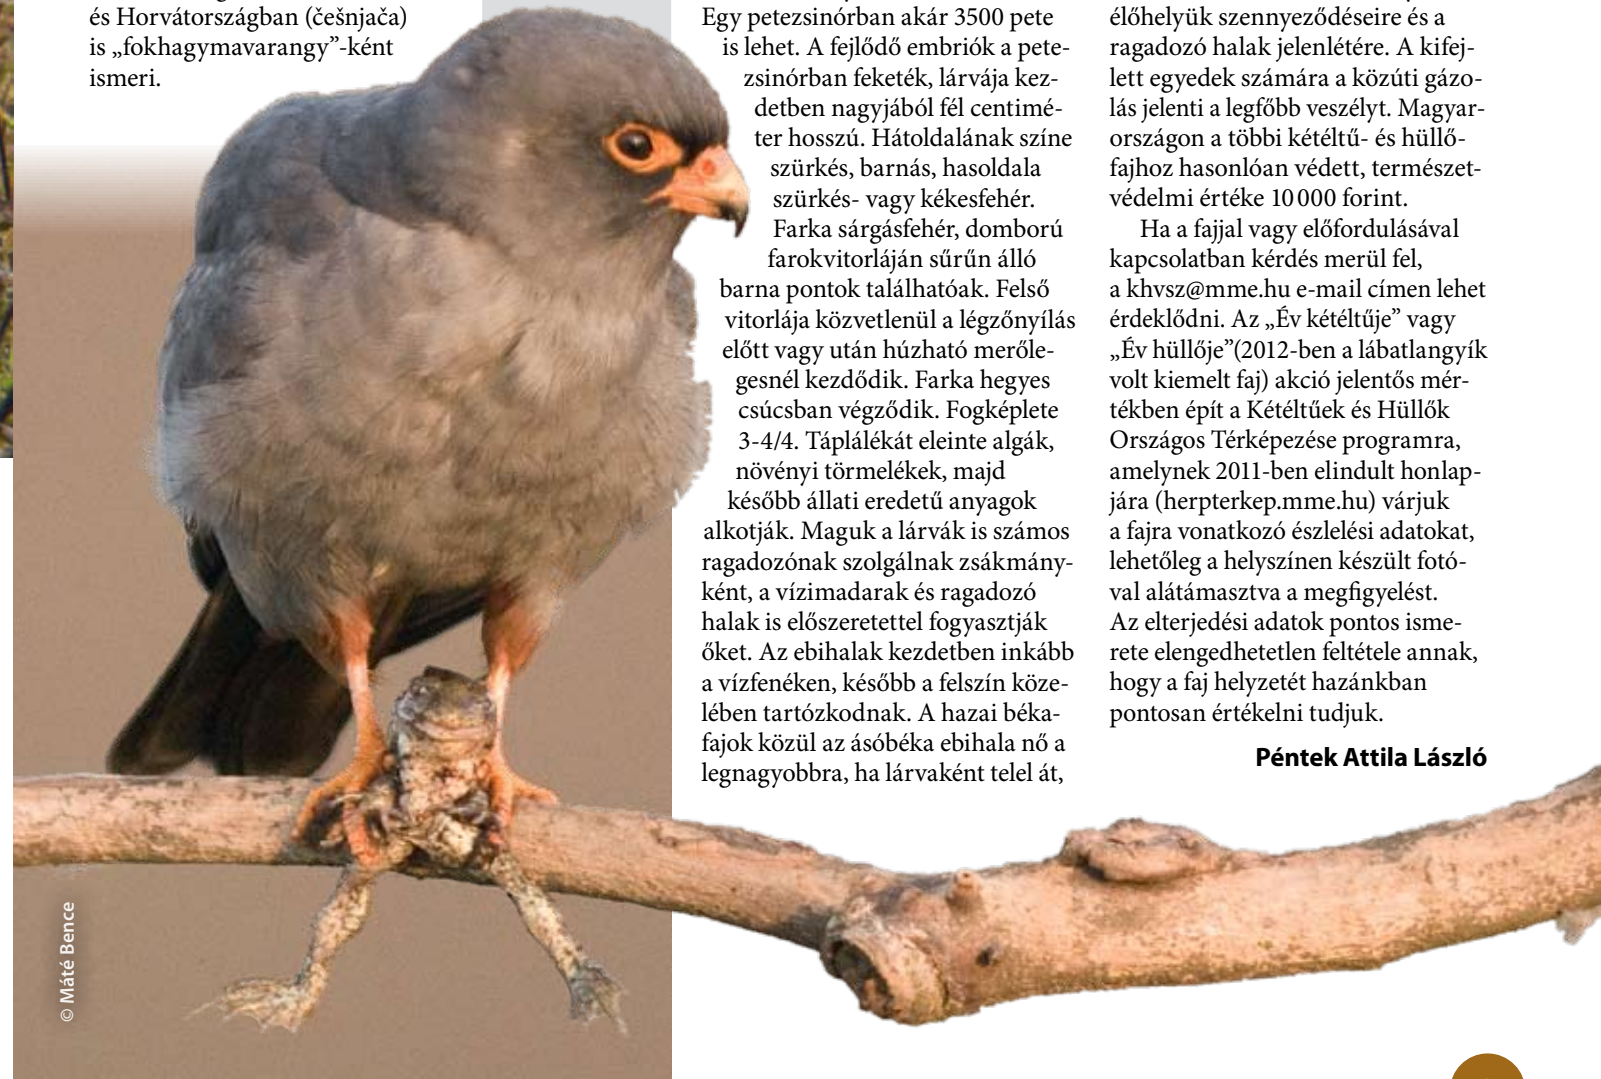 és Horvátországban (češnjača)
is „fokhagymavarangy”-ként
ismeri.
Egy petezsinórban akár 3500 pete
is lehet. A fejlődő embriók a pete-
zsinórban feketék, lárvája kez-
detben nagyjából fél centimé-
ter hosszú. Hátoldalának színe
szürkés, barnás, hasoldala
szürkés- vagy kékesfehér.
Farka sárgásfehér, domború
farokvitorláján sűrűn álló
barna pontok találhatóak. Felső
vitorlája közvetlenül a légzőnyílás
előtt vagy után húzható merőle-
gesnél kezdődik. Farka hegyes
csúcsban végződik. Fogképlete
3-4/4. Táplálékát eleinte algák,
növényi törmelékek, majd
később állati eredetű anyagok
alkotják. Maguk a lárvák is számos
ragadozónak szolgálnak zsákmány-
ként, a vízimadarak és ragadozó
halak is előszeretettel fogyasztják
őket. Az ebihalak kezdetben inkább
a vízfenéken, később a felszín köze-
lében tartózkodnak. A hazai béka-
fajok közül az ásóbéka ebihala nő a
legnagyobbra, ha lárvaként telel át,
élőhelyük szennyeződéseire és a
ragadozó halak jelenlétére. A kifej-
lett egyedek számára a közúti gázo-
lás jelenti a legfőbb veszélyt. Magyar-
országon a többi kétéltű- és hüllő-
fajhoz hasonlóan védett, természet-
védelmi értéke 10 000 forint.
Ha a fajjal vagy előfordulásával
kapcsolatban kérdés merül fel,
a khvsz@mme.hu e-mail címen lehet
érdeklődni. Az „Év kétéltűje” vagy
„Év hüllője”(2012-ben a lábatlangyík
volt kiemelt faj) akció jelentős mér-
tékben épít a Kétéltűek és Hüllők
Országos Térképezése programra,
amelynek 2011-ben elindult honlap-
jára (herpterkep.mme.hu) várjuk
a fajra vonatkozó észlelési adatokat,
lehetőleg a helyszínen készült fotó-
val alátámasztva a megfigyelést.
Az elterjedési adatok pontos isme-
rete elengedhetetlen feltétele annak,
hogy a faj helyzetét hazánkban
pontosan értékelni tudjuk.
Péntek Attila László
© Máté Bence